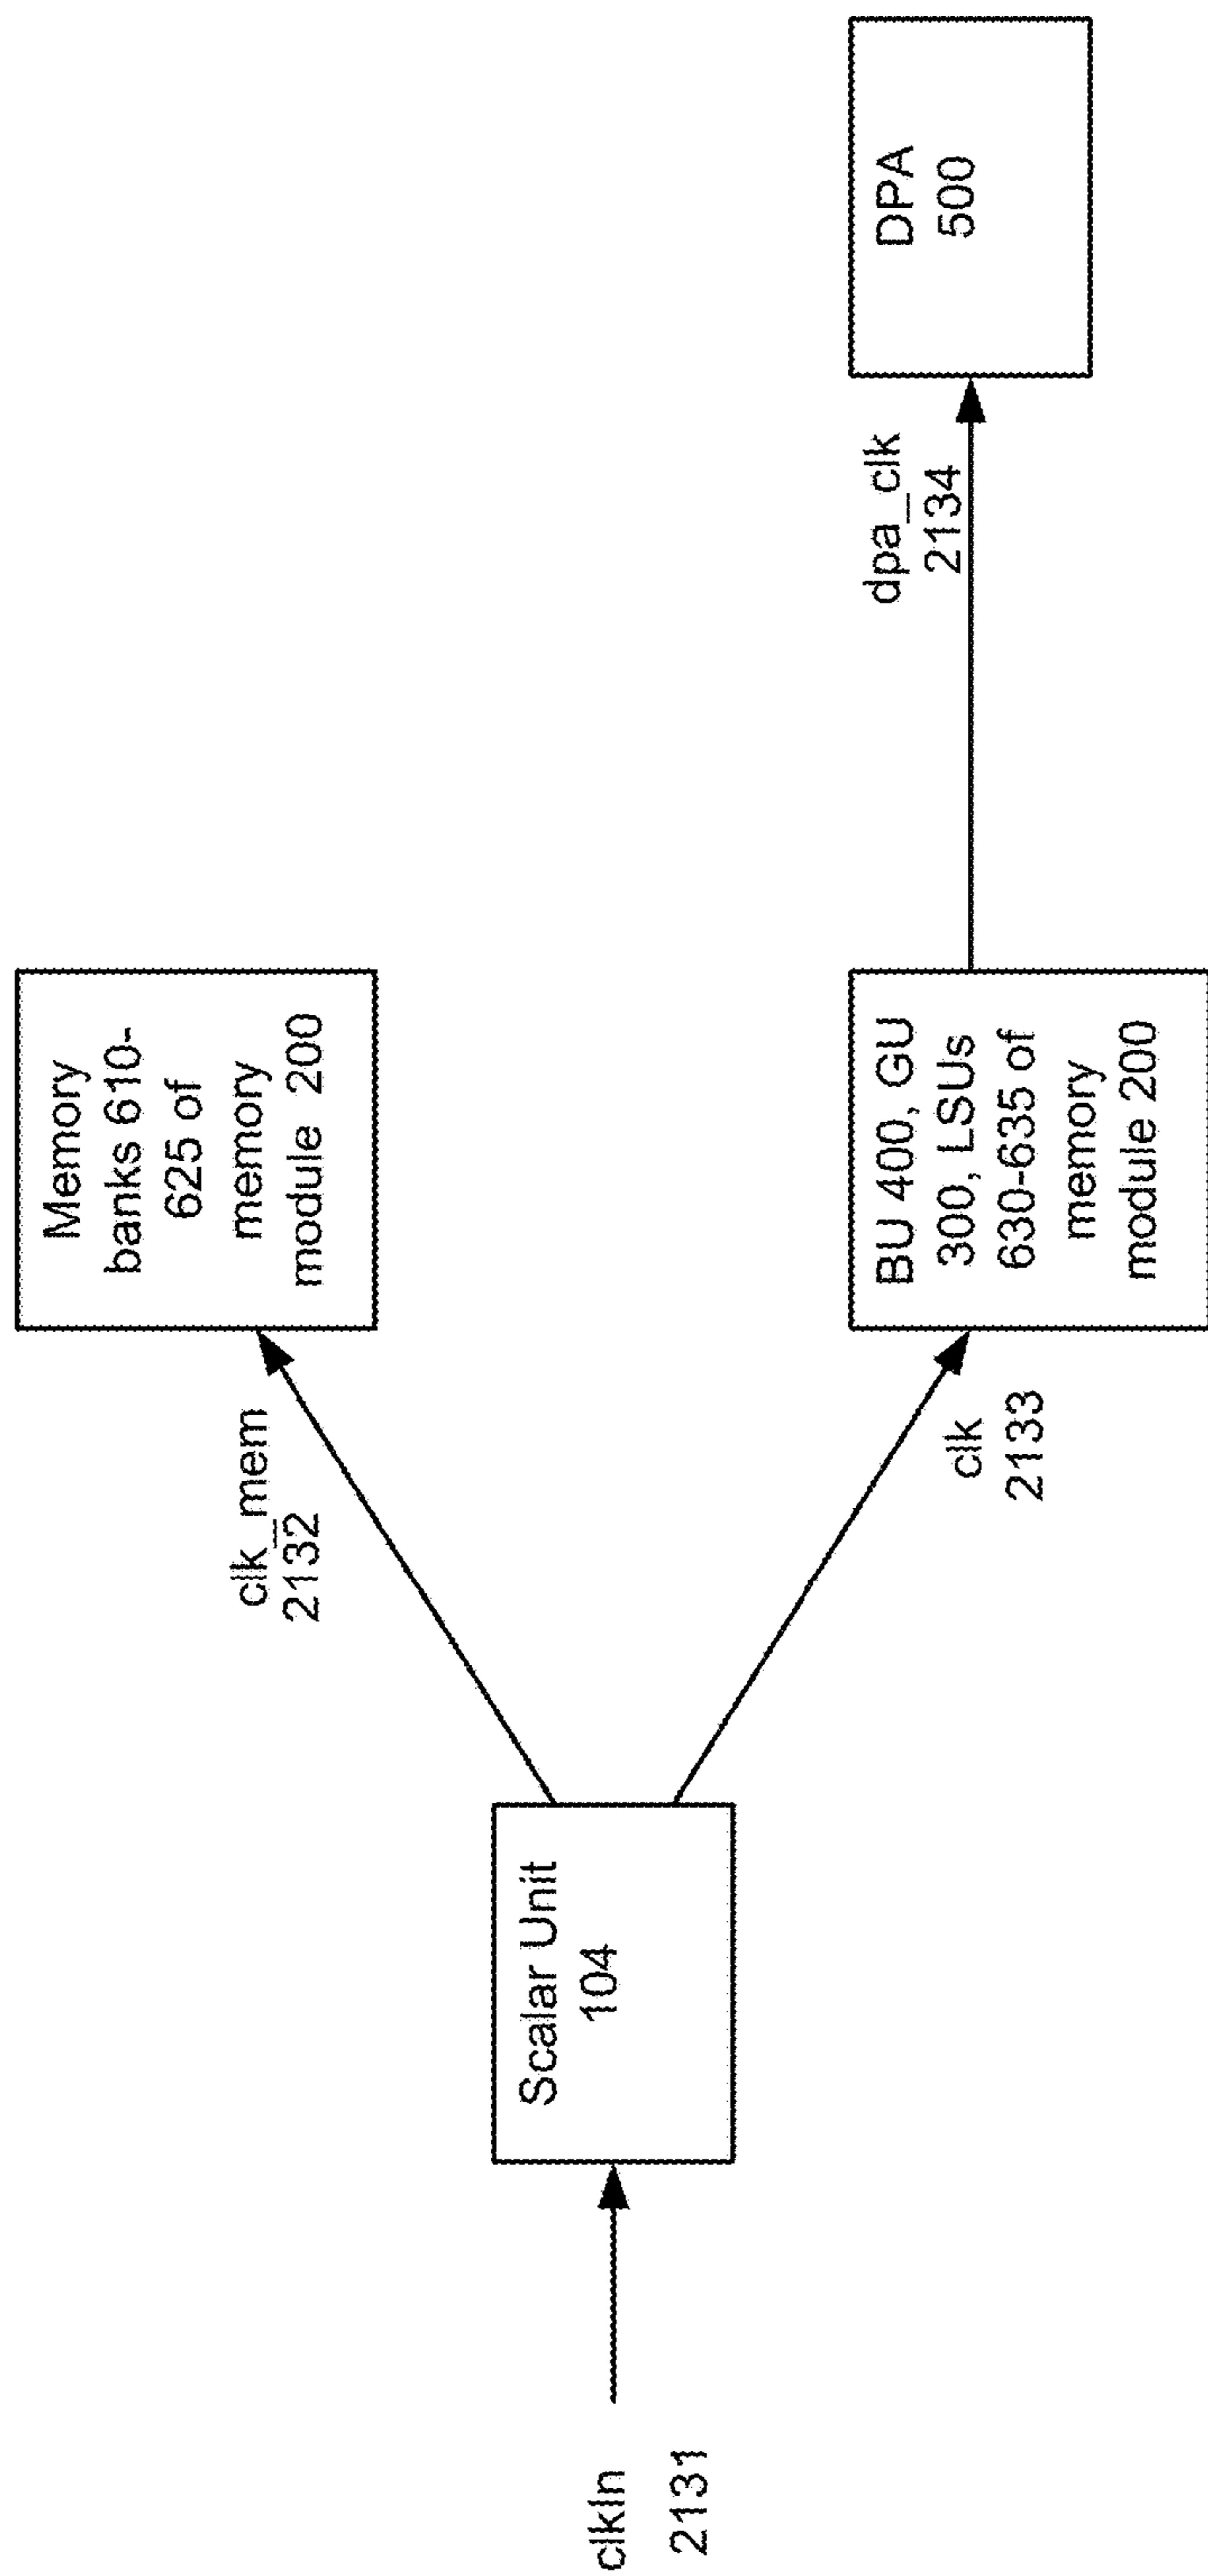 clkIn
2131
Scalar Unit
104
clk_mem
2132
Memory
banks 610-
625 of
memory
module 200
clk
2133
BU 400, GU
300, LSUs
630-635 of
memory
module 200
dpa_clk
2134
DPA
500